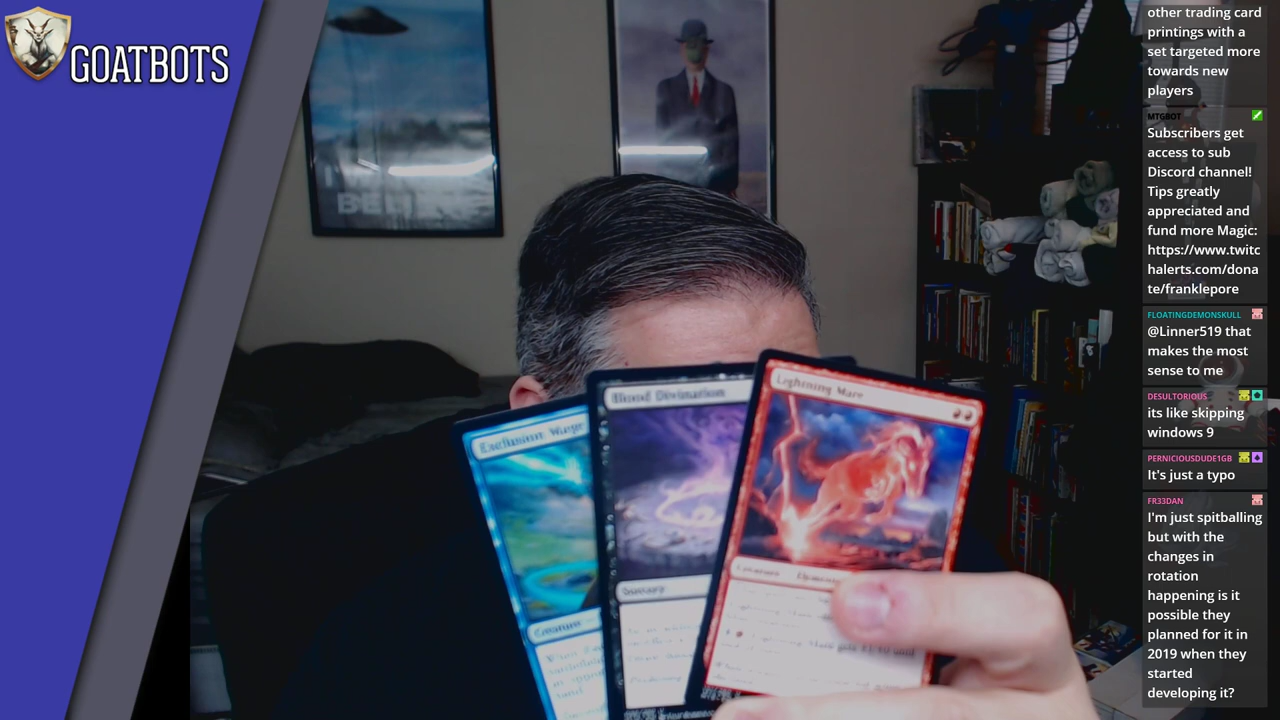 GOATBOTS
BELIEVE
Exclusion Mage
Blood Divination
Lightning Mare
Creature
Sorcery
Creature
other trading card
printings with a
set targeted more
towards new
players
MTGBOT
Subscribers get
access to sub
Discord channel!
Tips greatly
appreciated and
fund more Magic:
https://www.twitc
halerts.com/dona
te/franklepore
FLOATINGDEMONSKULL
@Linner519 that
makes the most
sense to me
DESULTORIOUS
its like skipping
windows 9
PERNICIOUSDUDE1GB
It's just a typo
FR33DAN
I'm just spitballing
but with the
changes in
rotation
happening is it
possible they
planned for it in
2019 when they
started
developing it?